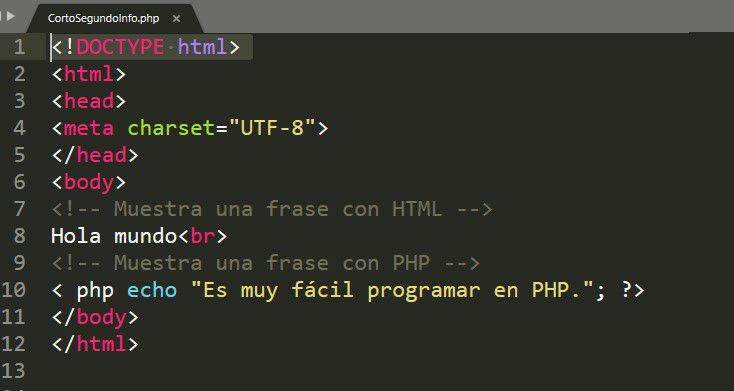 CortoSegundoInfo.php ×
1 <!DOCTYPE html>
2 <html>
3 <head>
4 <meta charset="UTF-8">
5 </head>
6 <body>
7 <!-- Muestra una frase con HTML -->
8 Hola mundo<br>
9 <!-- Muestra una frase con PHP -->
10 < php echo "Es muy fácil programar en PHP."; ?>
11 </body>
12 </html>
13